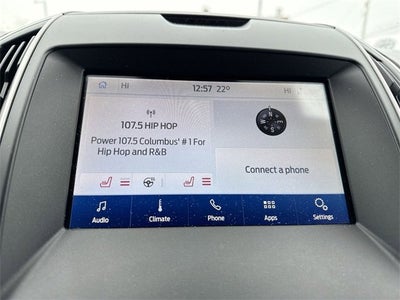 HI 12:57 22° HI
107.5 HIP HOP
Power 107.5 Columbus' # 1 For
Hip Hop and R&B
Connect a phone
Audio Climate Phone Apps Settings